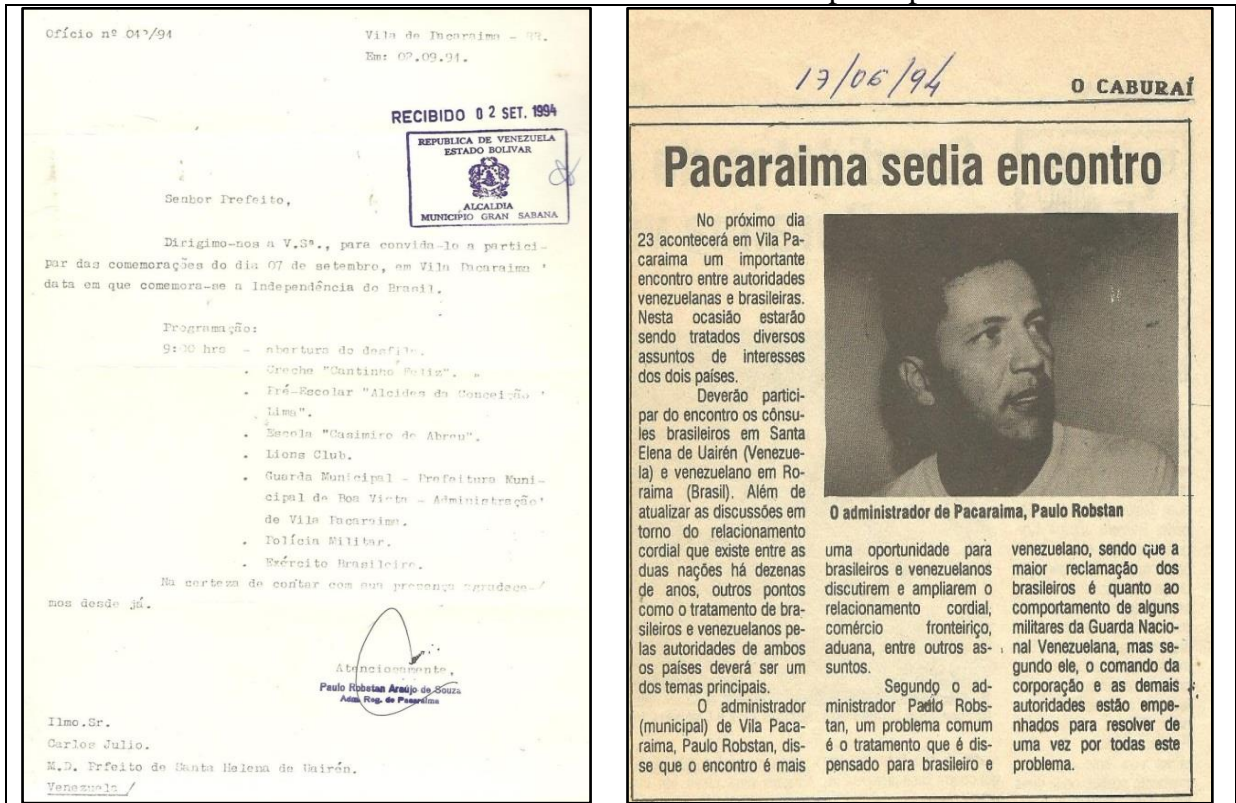 Ofício nº 04?/94
Vila de Pacaraima - RR.
Em: 02.09.94.
RECIBIDO 02 SET. 1994
REPUBLICA DE VENEZUELA
ESTADO BOLIVAR
ALCALDIA
MUNICIPIO GRAN SABANA
Senhor Prefeito,
Dirigimo-nos a V.Sª., para convida-lo a partici-
par das comemorações do dia 07 de setembro, em Vila Pacaraima '
data em que comemora-se a Independência do Brasil.
Programação:
9:00 hrs - abertura do desfile.
. Creche "Cantinho Feliz".
. Pré-Escolar "Alcides da Conceição '
Lima".
. Escola "Casimiro de Abreu".
. Lions Club.
. Guarda Municipal - Prefeitura Muni-
cipal de Boa Vista - Administração'
de Vila Pacaraima.
. Polícia Militar.
. Exército Brasileiro.
Na certeza de contar com sua presença agradece-/
mos desde já.
Atenciosamente,
Paulo Robstan Araújo de Souza
Adm. Reg. de Pacaraima
Ilmo.Sr.
Carlos Julio.
M.D. Prfeito de Santa Helena de Uairén.
Venezuela /
17/06/94
O CABURAÍ
Pacaraima sedia encontro
No próximo dia
23 acontecerá em Vila Pa-
caraima um importante
encontro entre autoridades
venezuelanas e brasileiras.
Nesta ocasião estarão
sendo tratados diversos
assuntos de interesses
dos dois países.
Deverão partici-
par do encontro os cônsu-
les brasileiros em Santa
Elena de Uairén (Venezue-
la) e venezuelano em Ro-
raima (Brasil). Além de
atualizar as discussões em
torno do relacionamento
cordial que existe entre as
duas nações há dezenas
de anos, outros pontos
como o tratamento de bra-
sileiros e venezuelanos pe-
las autoridades de ambos
os países deverá ser um
dos temas principais.
O administrador
(municipal) de Vila Paca-
raima, Paulo Robstan, dis-
se que o encontro é mais
O administrador de Pacaraima, Paulo Robstan
uma oportunidade para
brasileiros e venezuelanos
discutirem e ampliarem o
relacionamento cordial,
comércio fronteiriço,
aduana, entre outros as-
suntos.
Segundo o ad-
ministrador Paulo Robs-
tan, um problema comum
é o tratamento que é dis-
pensado para brasileiro e
venezuelano, sendo que a
maior reclamação dos
brasileiros é quanto ao
comportamento de alguns
militares da Guarda Nacio-
nal Venezuelana, mas se-
gundo ele, o comando da
corporação e as demais
autoridades estão empe-
nhados para resolver de
uma vez por todas este
problema.